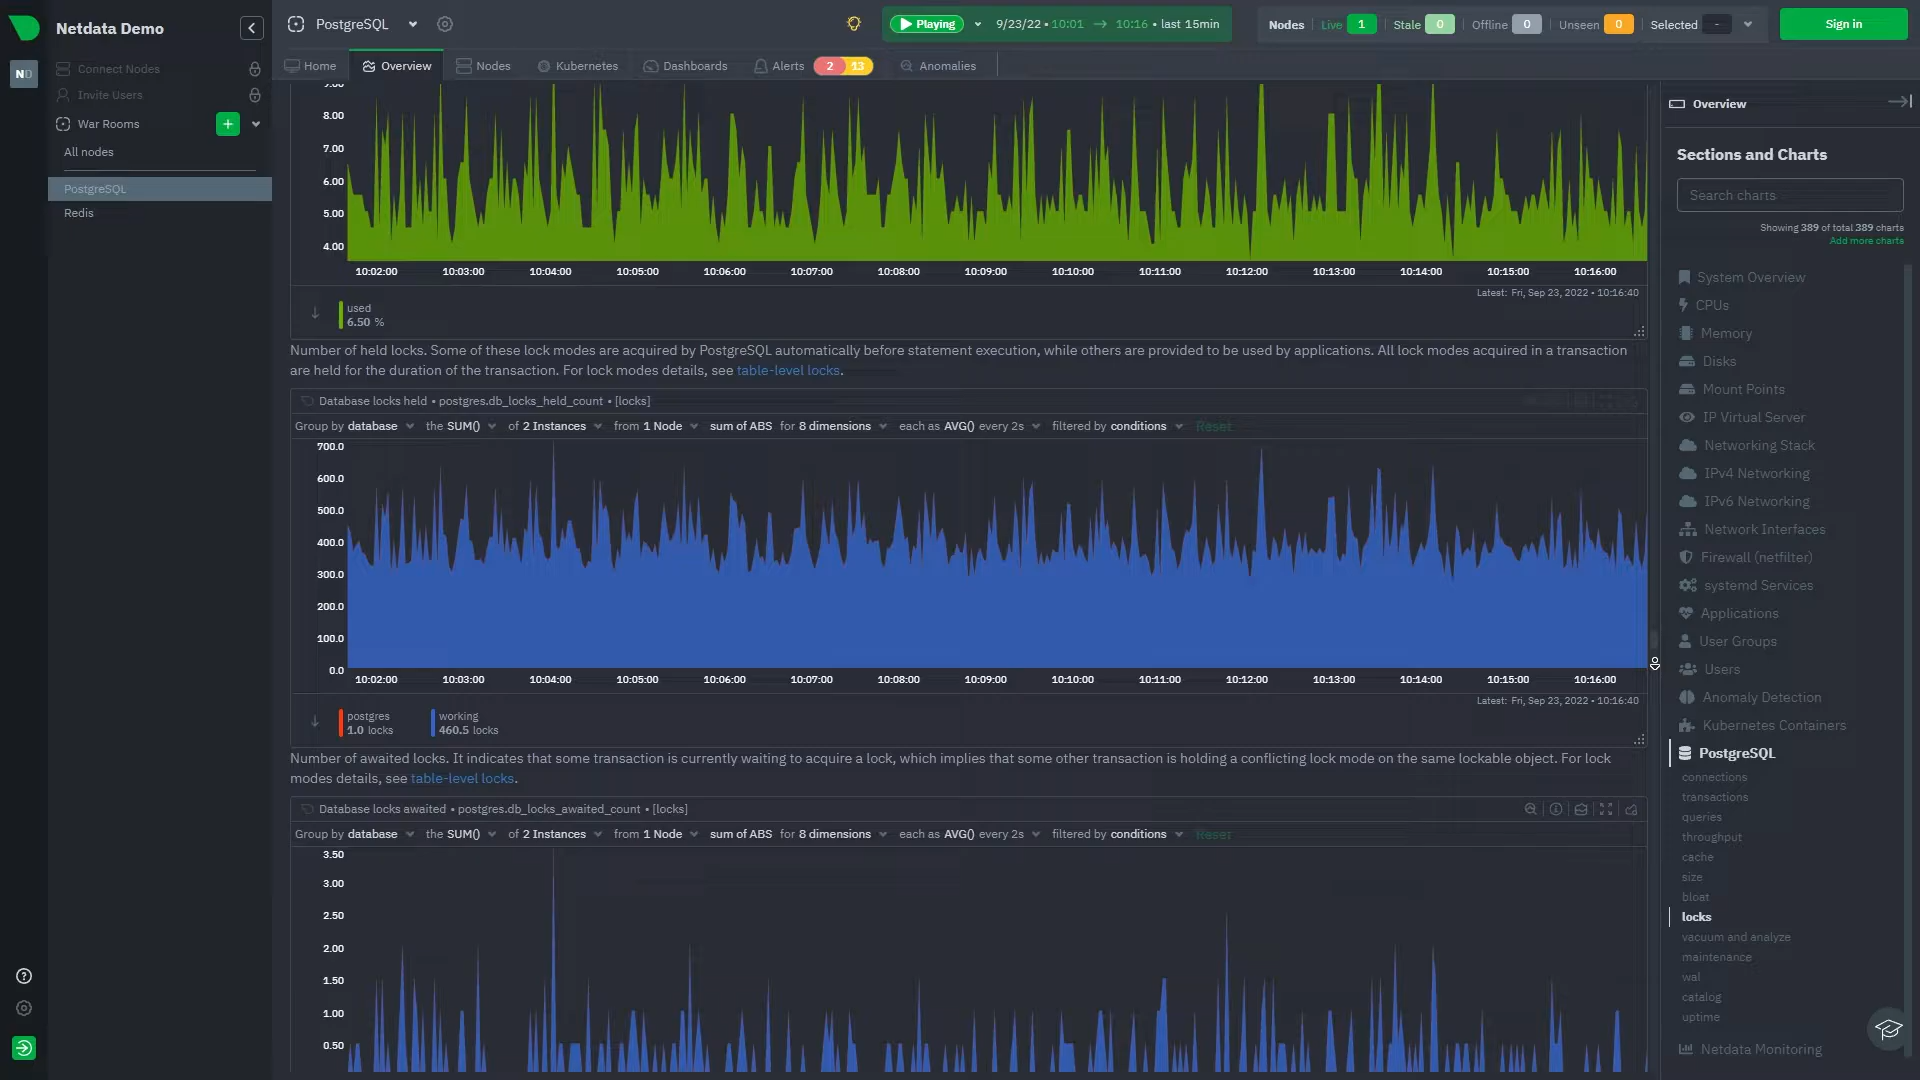 Netdata Demo
ND
Connect Nodes
Invite Users
War Rooms
All nodes
PostgreSQL
Redis
PostgreSQL
Playing
9/23/22 • 10:01 → 10:16 • last 15min
Nodes
Live 1
Stale 0
Offline 0
Unseen 0
Selected -
Sign in
Home
Overview
Nodes
Kubernetes
Dashboards
Alerts 2 13
Anomalies
9.00
8.00
7.00
6.00
5.00
4.00
10:02:00 10:03:00 10:04:00 10:05:00 10:06:00 10:07:00 10:08:00 10:09:00 10:10:00 10:11:00 10:12:00 10:13:00 10:14:00 10:15:00 10:16:00
Latest: Fri, Sep 23, 2022 • 10:16:40
used
6.50 %
Number of held locks. Some of these lock modes are acquired by PostgreSQL automatically before statement execution, while others are provided to be used by applications. All lock modes acquired in a transaction
are held for the duration of the transaction. For lock modes details, see table-level locks.
Database locks held • postgres.db_locks_held_count • [locks]
Group by database the SUM() of 2 Instances from 1 Node sum of ABS for 8 dimensions each as AVG() every 2s filtered by conditions Reset
700.0
600.0
500.0
400.0
300.0
200.0
100.0
0.0
10:02:00 10:03:00 10:04:00 10:05:00 10:06:00 10:07:00 10:08:00 10:09:00 10:10:00 10:11:00 10:12:00 10:13:00 10:14:00 10:15:00 10:16:00
Latest: Fri, Sep 23, 2022 • 10:16:40
postgres
1.0 locks
working
460.5 locks
Number of awaited locks. It indicates that some transaction is currently waiting to acquire a lock, which implies that some other transaction is holding a conflicting lock mode on the same lockable object. For lock
modes details, see table-level locks.
Database locks awaited • postgres.db_locks_awaited_count • [locks]
Group by database the SUM() of 2 Instances from 1 Node sum of ABS for 8 dimensions each as AVG() every 2s filtered by conditions Reset
3.50
3.00
2.50
2.00
1.50
1.00
0.50
Overview
Sections and Charts
Search charts
Showing 389 of total 389 charts
Add more charts
System Overview
CPUs
Memory
Disks
Mount Points
IP Virtual Server
Networking Stack
IPv4 Networking
IPv6 Networking
Network Interfaces
Firewall (netfilter)
systemd Services
Applications
User Groups
Users
Anomaly Detection
Kubernetes Containers
PostgreSQL
connections
transactions
queries
throughput
cache
size
bloat
locks
vacuum and analyze
maintenance
wal
catalog
uptime
Netdata Monitoring